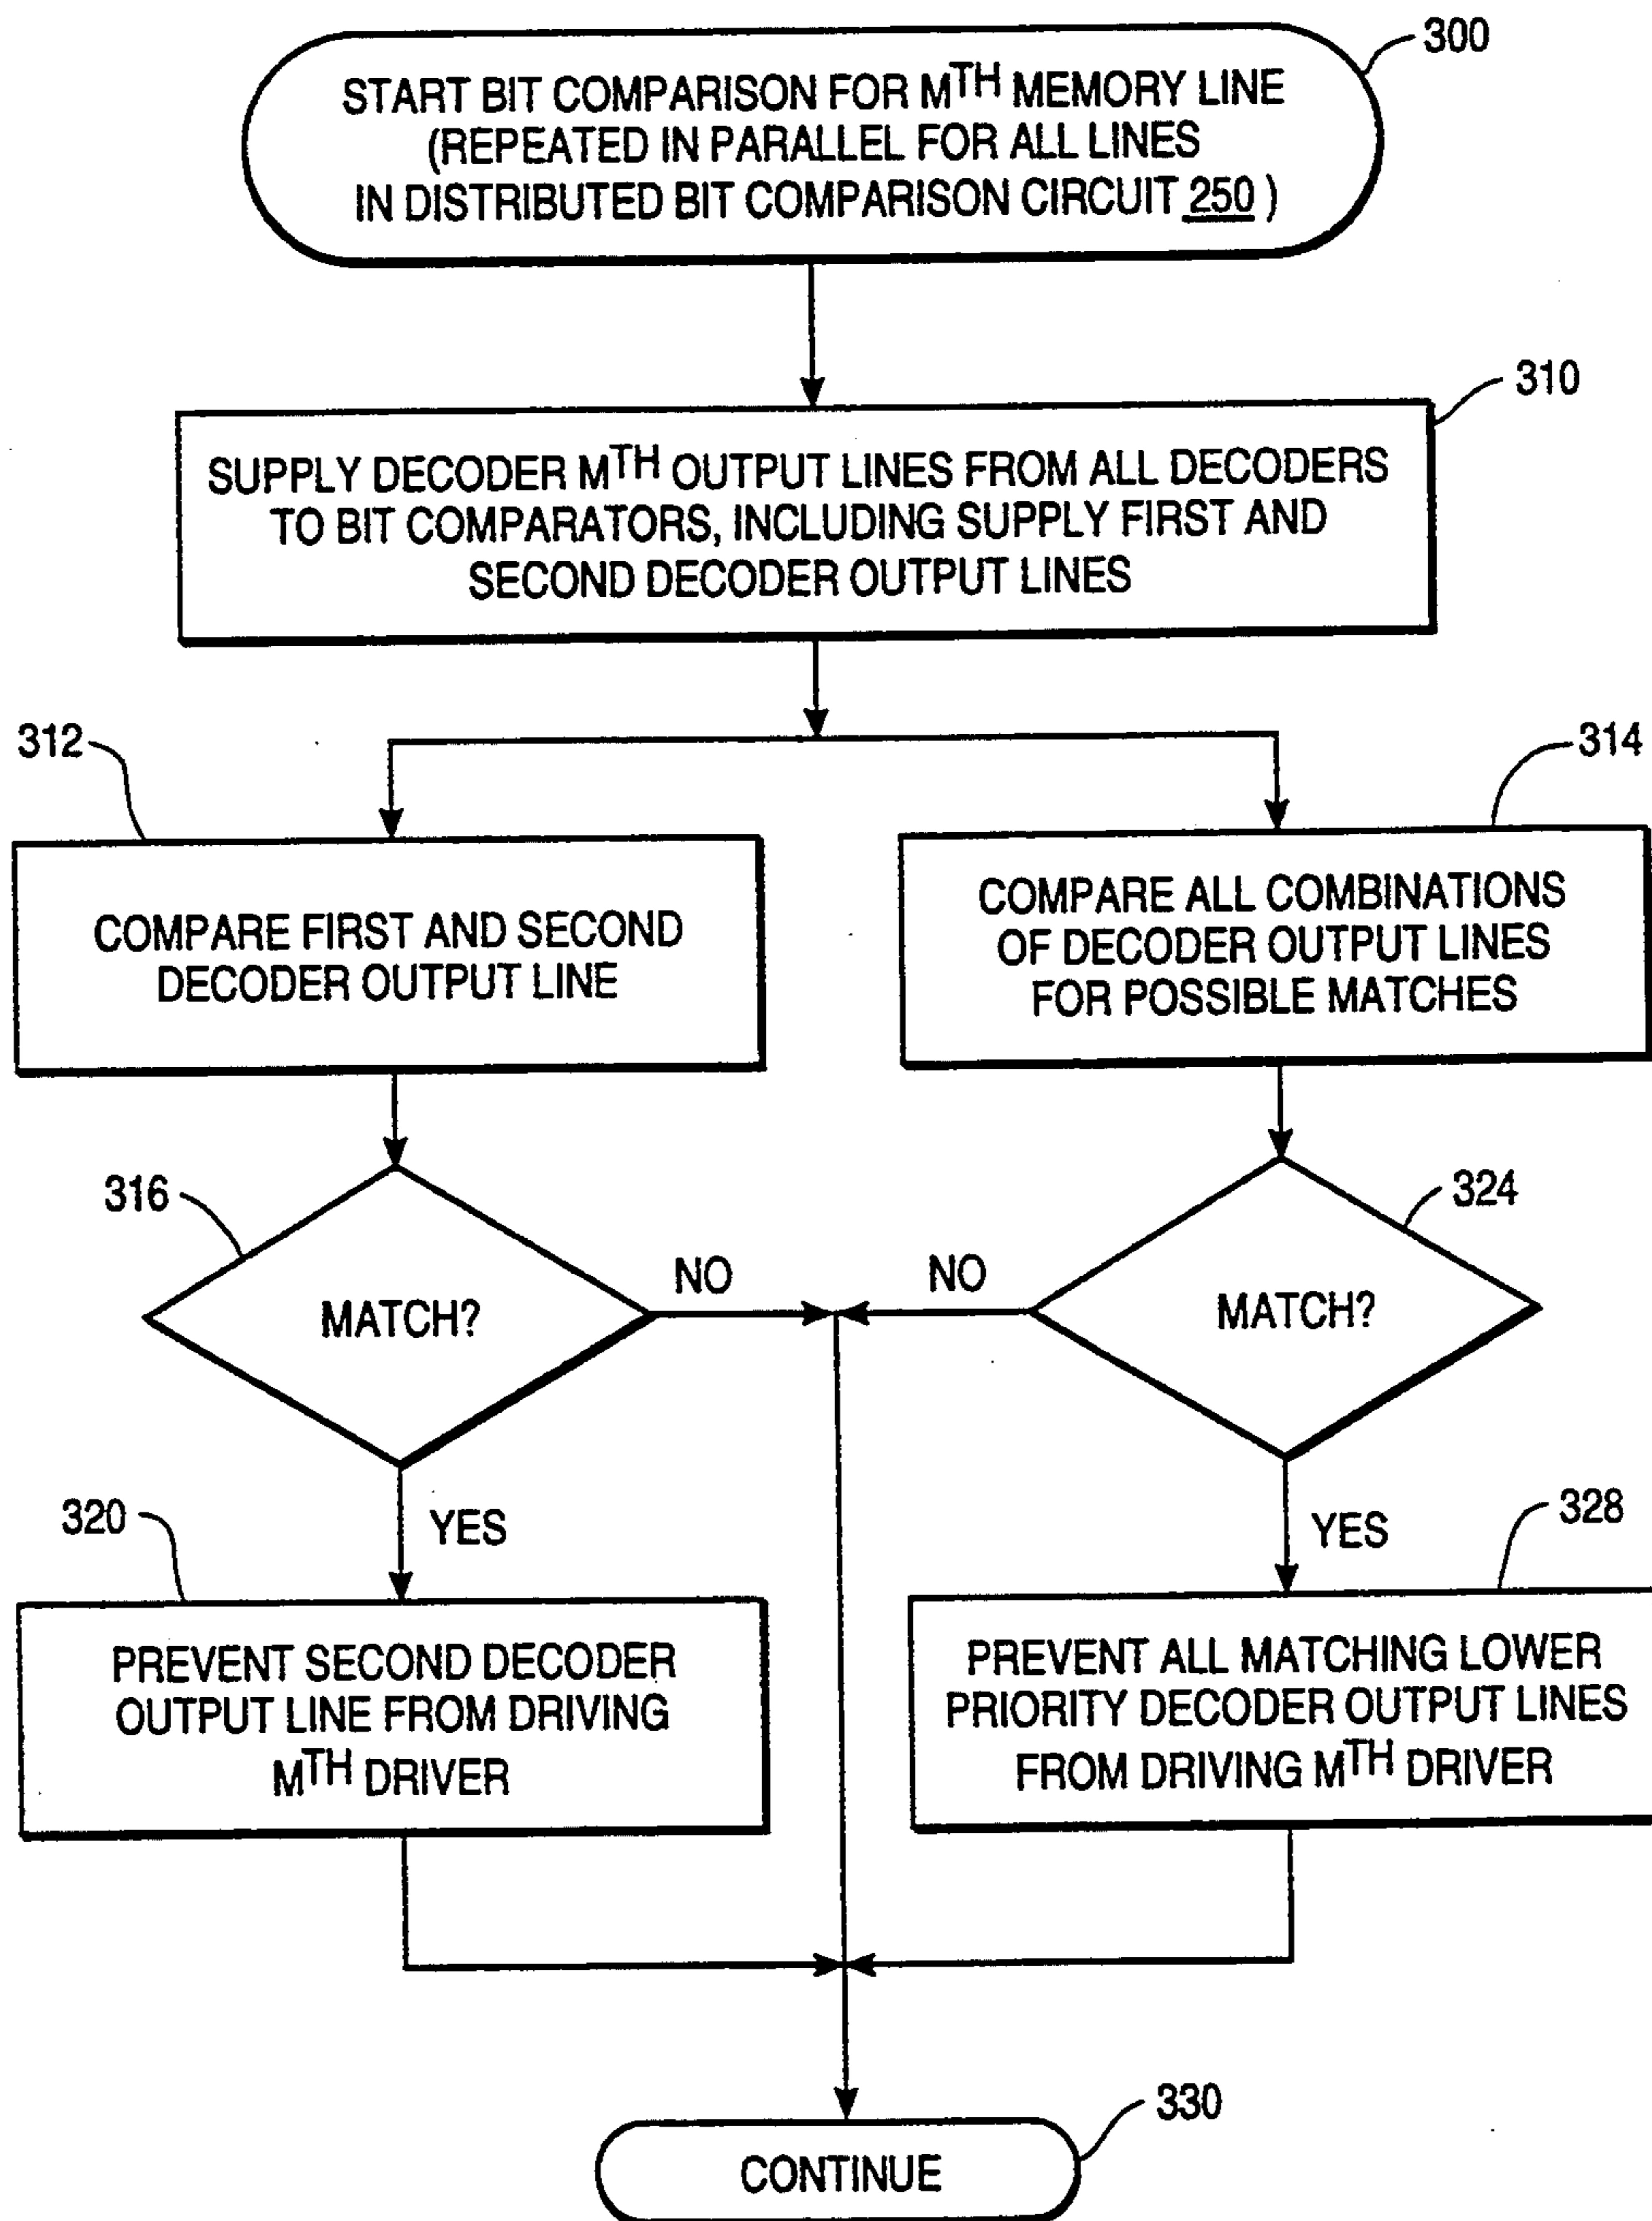 300
START BIT COMPARISON FOR MTH MEMORY LINE
(REPEATED IN PARALLEL FOR ALL LINES
IN DISTRIBUTED BIT COMPARISON CIRCUIT 250 )
310
SUPPLY DECODER MTH OUTPUT LINES FROM ALL DECODERS
TO BIT COMPARATORS, INCLUDING SUPPLY FIRST AND
SECOND DECODER OUTPUT LINES
312
314
COMPARE FIRST AND SECOND
DECODER OUTPUT LINE
COMPARE ALL COMBINATIONS
OF DECODER OUTPUT LINES
FOR POSSIBLE MATCHES
316
324
MATCH?
NO
NO
MATCH?
320
YES
YES
328
PREVENT SECOND DECODER
OUTPUT LINE FROM DRIVING
MTH DRIVER
PREVENT ALL MATCHING LOWER
PRIORITY DECODER OUTPUT LINES
FROM DRIVING MTH DRIVER
330
CONTINUE